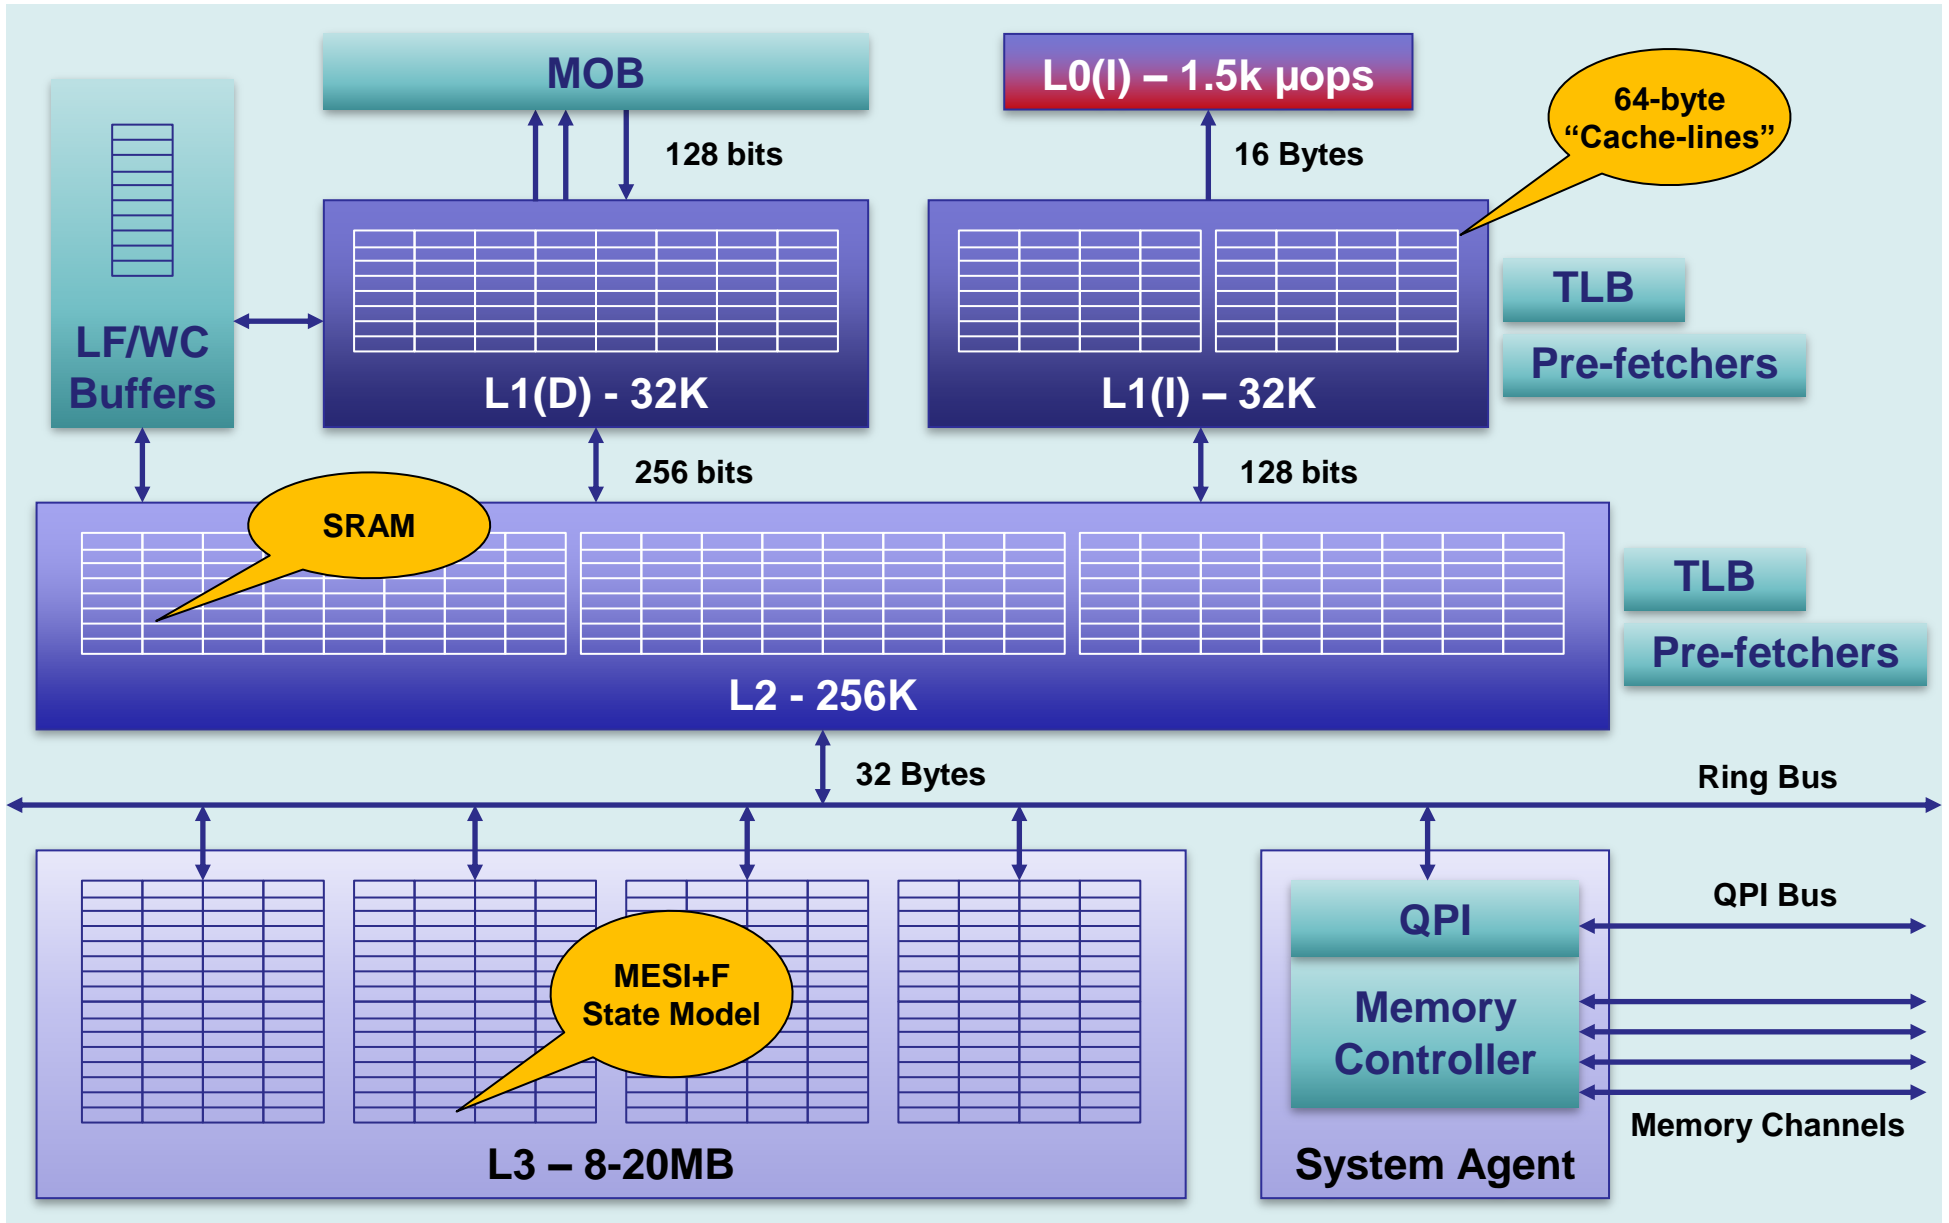 MOB
L0(I) – 1.5k µops
64-byte
“Cache-lines”
128 bits
16 Bytes
LF/WC
Buffers
L1(D) - 32K
L1(I) – 32K
TLB
Pre-fetchers
256 bits
128 bits
SRAM
L2 - 256K
TLB
Pre-fetchers
32 Bytes
Ring Bus
MESI+F
State Model
L3 – 8-20MB
QPI
Memory
Controller
System Agent
QPI Bus
Memory Channels